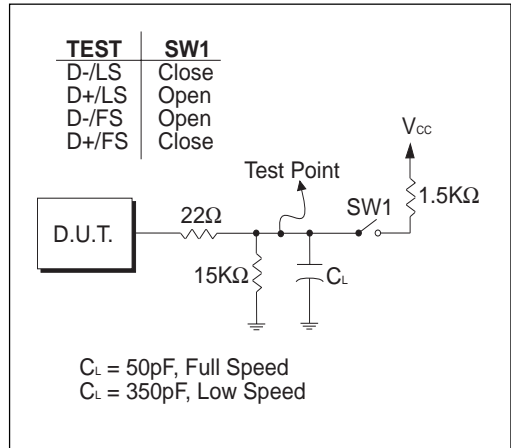 TEST SW1
D-/LS Close
D+/LS Open
D-/FS Open
D+/FS Close
Vcc
Test Point
1.5KΩ
SW1
22Ω
D.U.T.
15KΩ
CL
CL = 50pF, Full Speed
CL = 350pF, Low Speed